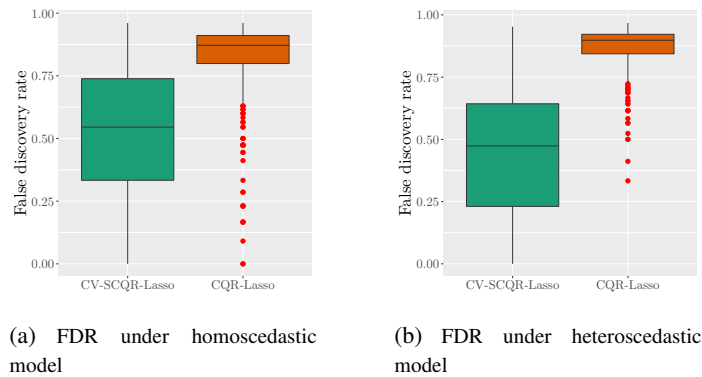 1.00
0.75
0.50
0.25
0.00
False discovery rate
CV-SCQR-Lasso CQR-Lasso
(a) FDR under homoscedastic
model
1.00
0.75
0.50
0.25
0.00
False discovery rate
CV-SCQR-Lasso CQR-Lasso
(b) FDR under heteroscedastic
model